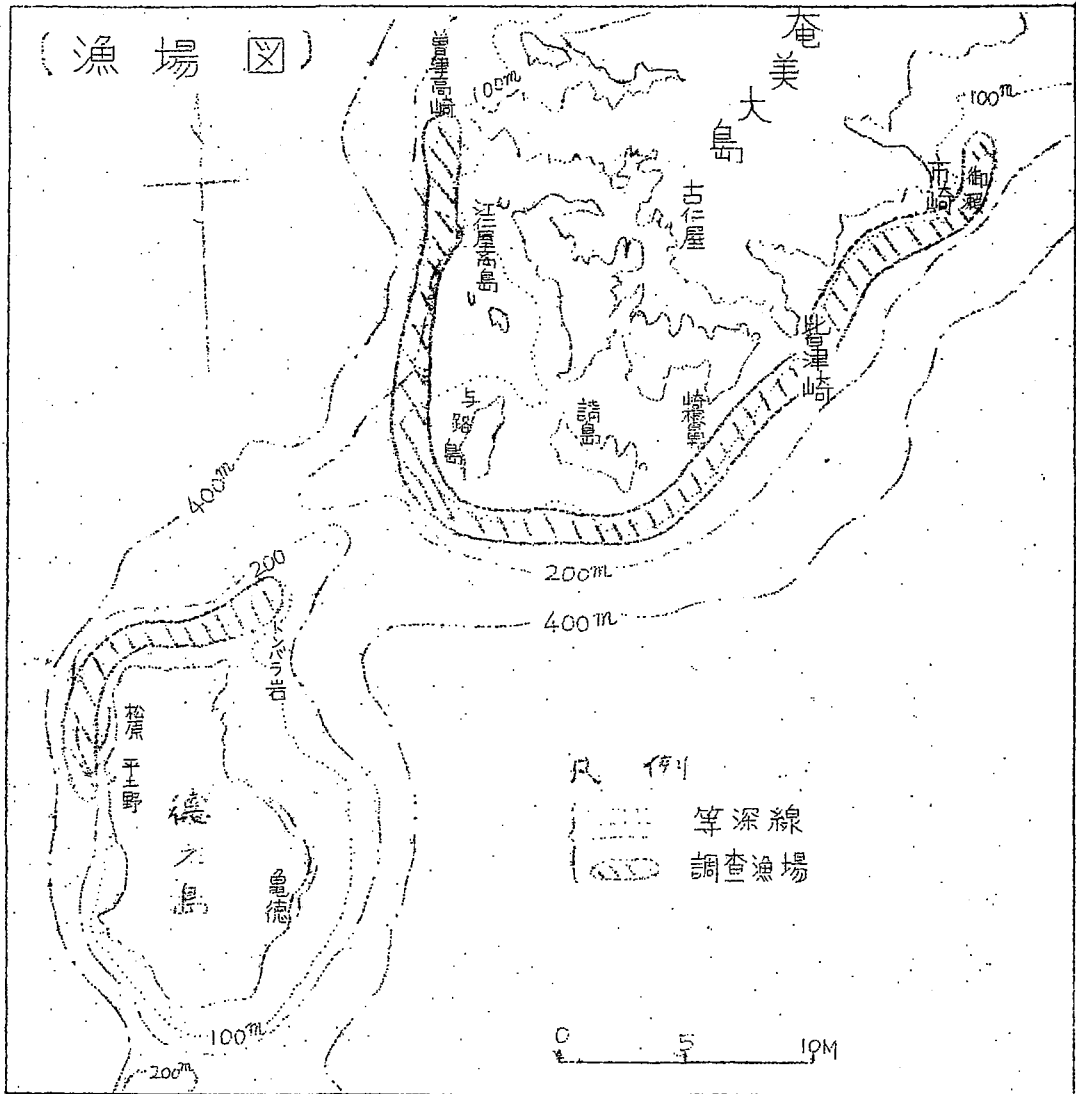 (漁場図)
奄美大島
曽津高崎
100m
100m
市崎
御
江仁屋离島
古仁屋
皆津崎
与路島
請島
400m
200m
400m
200
トンバラ岩
松原
平土野
徳之島
亀徳
凡例
等深線
調査漁場
100m
200m
0 5 10M